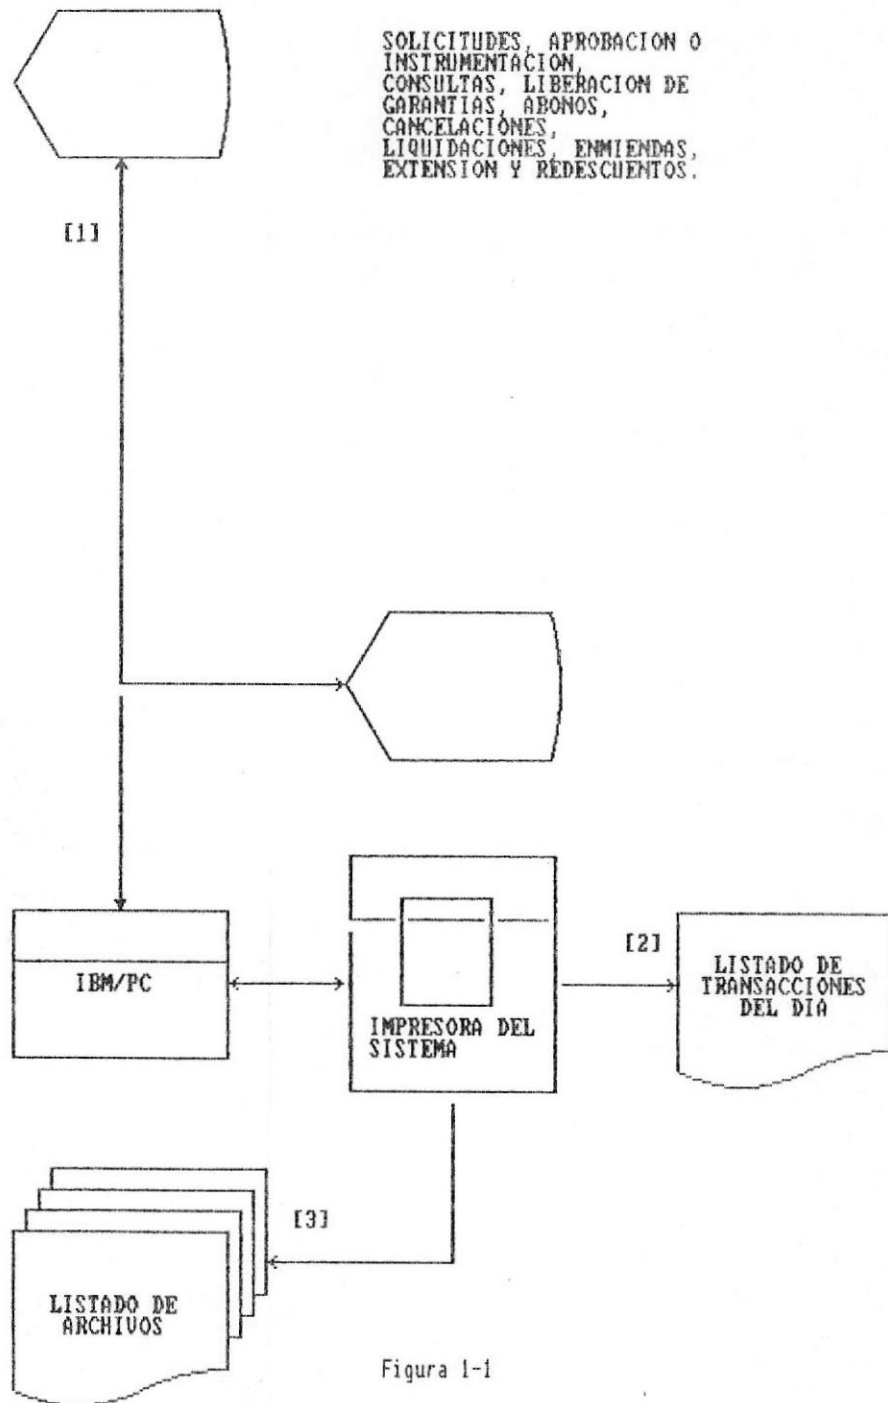 SOLICITUDES, APROBACION O
INSTRUMENTACION,
CONSULTAS, LIBERACION DE
GARANTIAS, ABONOS,
CANCELACIONES,
LIQUIDACIONES, ENMIENDAS,
EXTENSION Y REDESCUENTOS.
[1]
IBM/PC
IMPRESORA DEL
SISTEMA
[2]
LISTADO DE
TRANSACCIONES
DEL DIA
[3]
LISTADO DE
ARCHIVOS
Figura 1-1